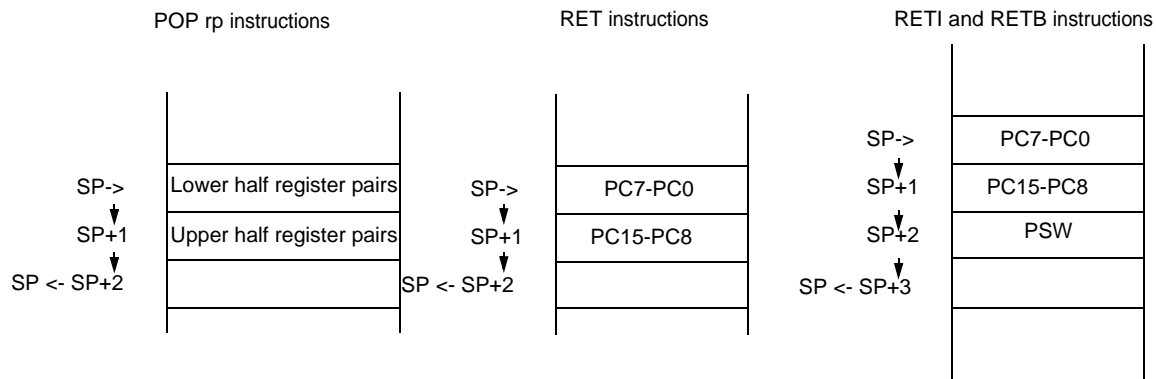 POP rp instructions
SP->
Lower half register pairs
SP+1
Upper half register pairs
SP <- SP+2
RET instructions
SP->
PC7-PC0
SP+1
PC15-PC8
SP <- SP+2
RETI and RETB instructions
SP->
PC7-PC0
SP+1
PC15-PC8
SP+2
PSW
SP <- SP+3